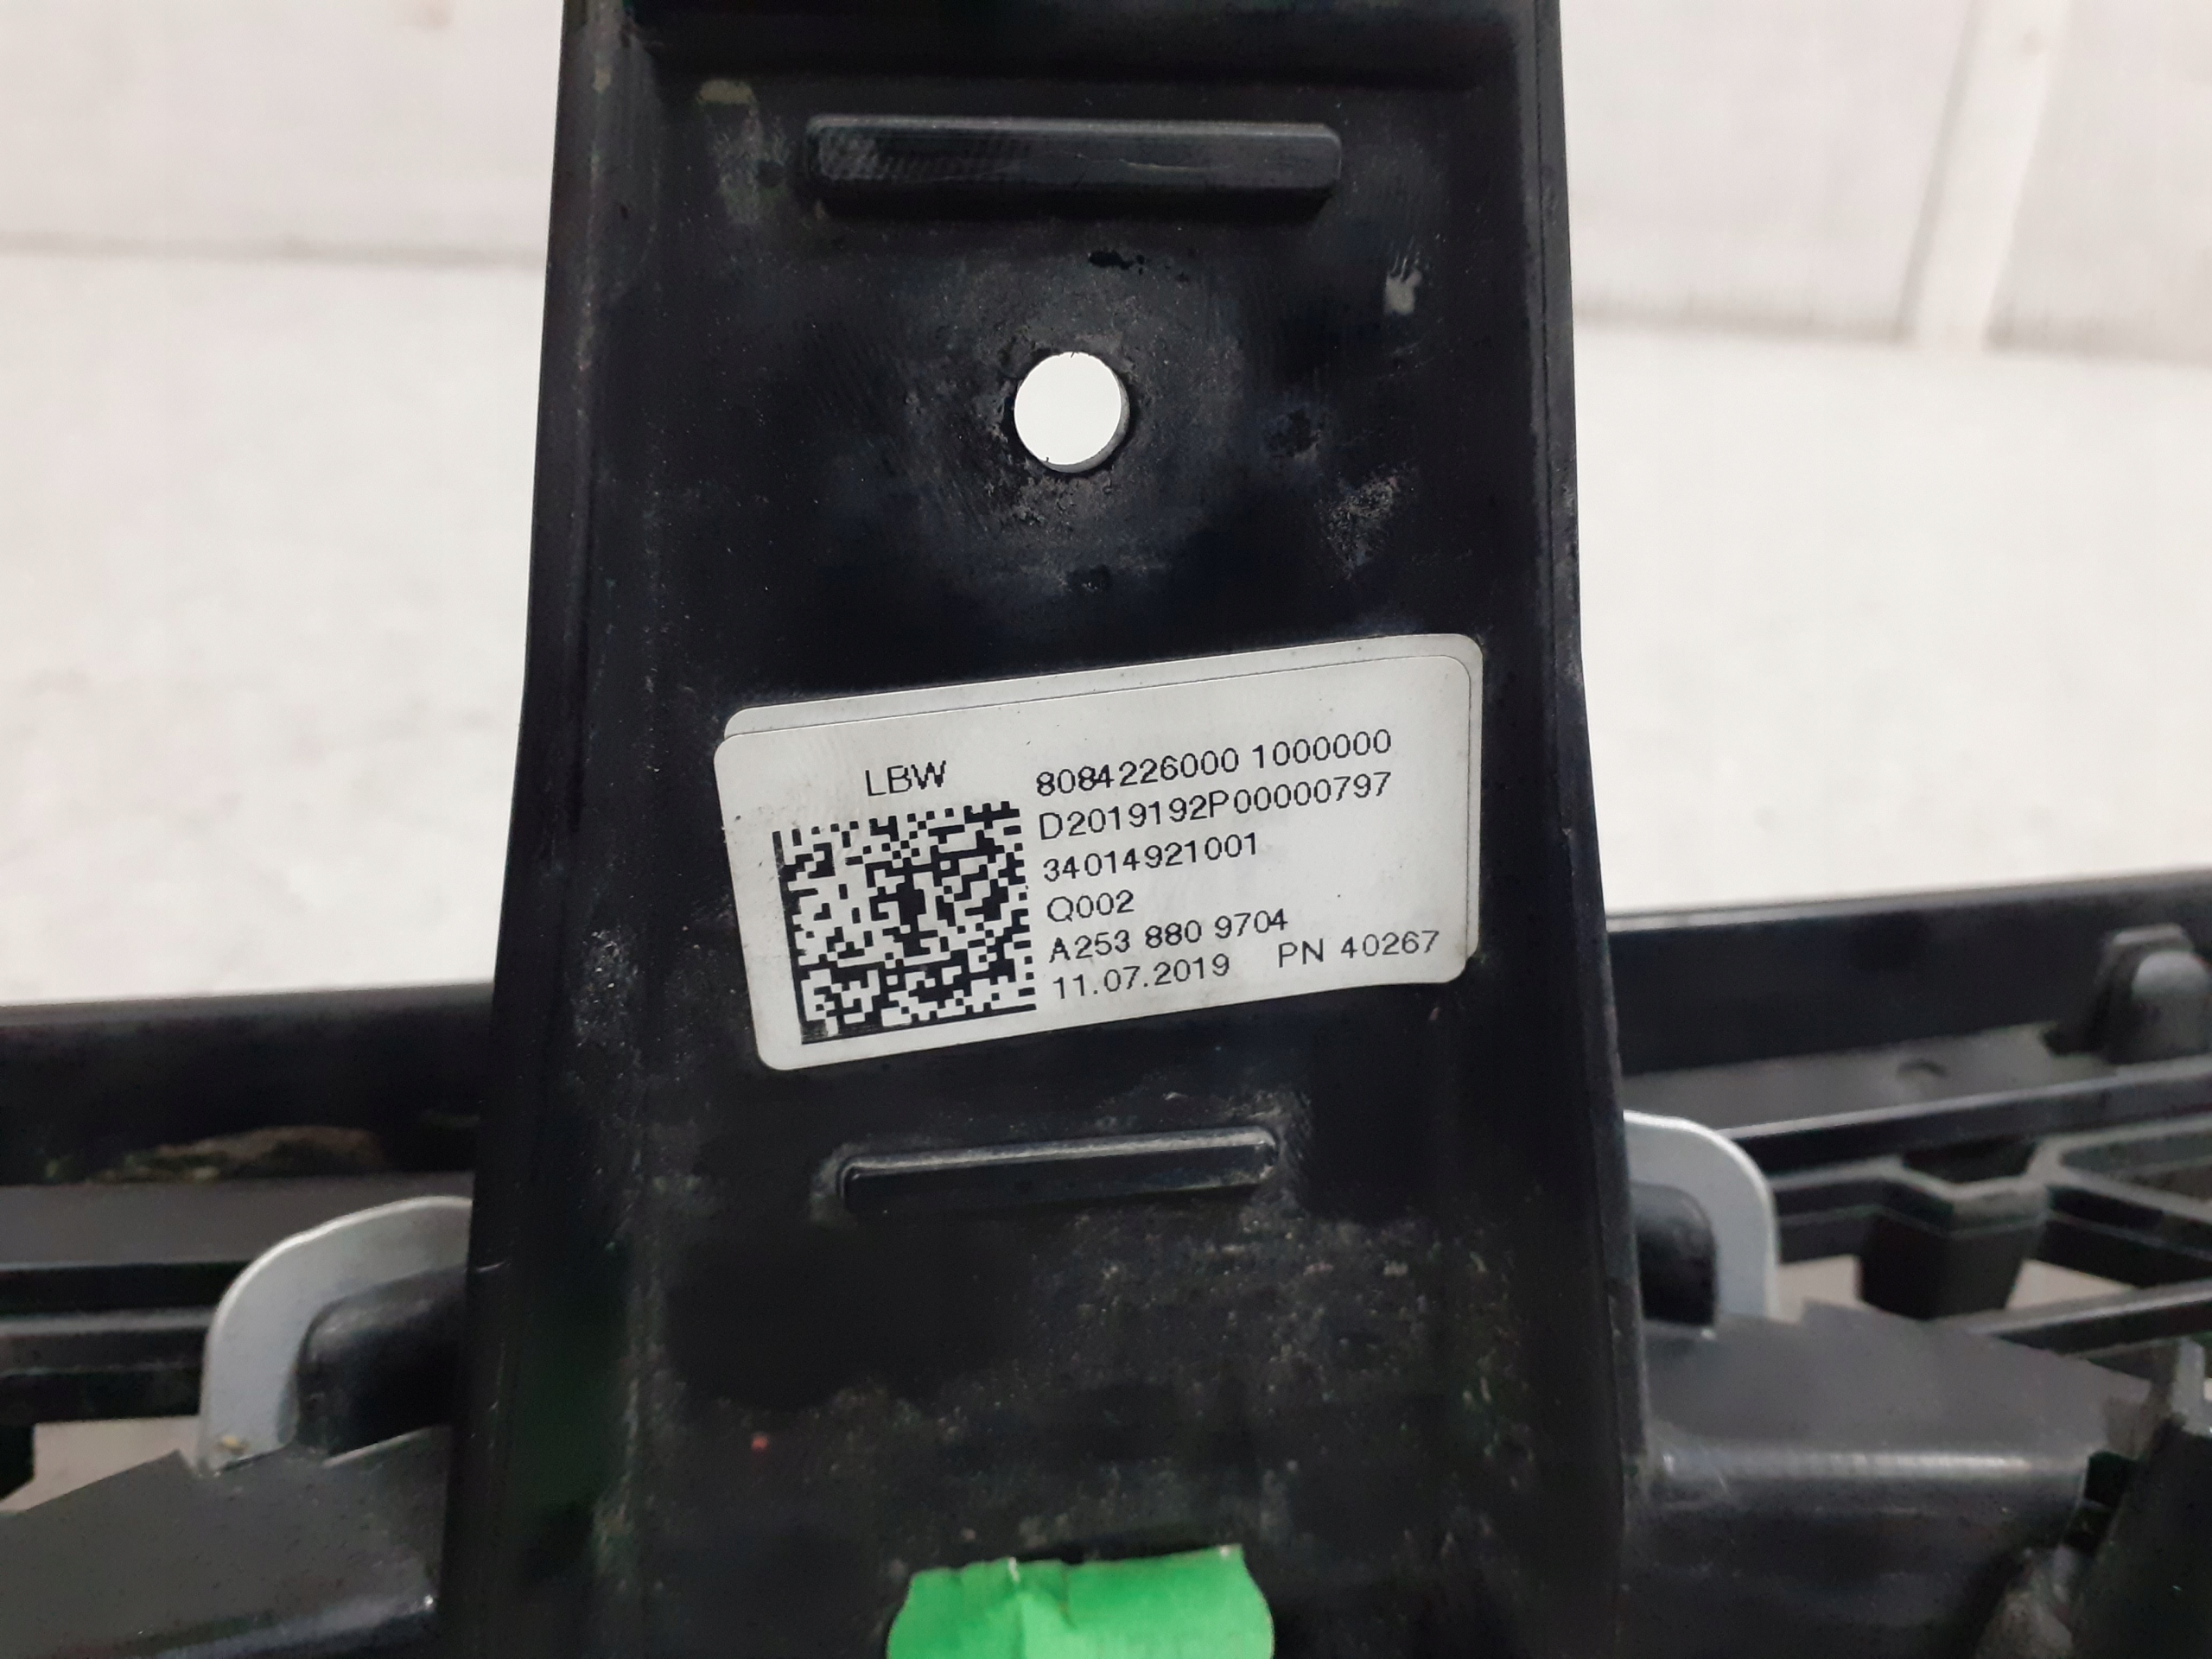 LBW
8084226000 1000000
D2019192P00000797
34014921001
Q002
A253 880 9704
11.07.2019 PN 40267